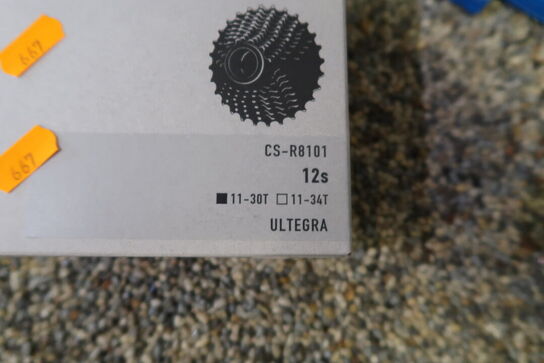 667
667
CS-R8101
12s
■ 11-30T □ 11-34T
ULTEGRA